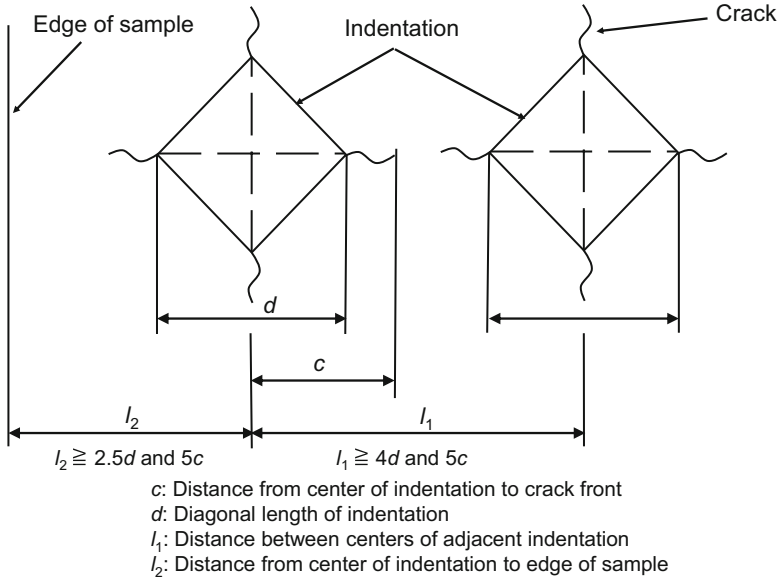 Edge of sample
Indentation
Crack
d
c
l₂
l₁
l₂ ≧ 2.5d and 5c
l₁ ≧ 4d and 5c
c: Distance from center of indentation to crack front
d: Diagonal length of indentation
l₁: Distance between centers of adjacent indentation
l₂: Distance from center of indentation to edge of sample